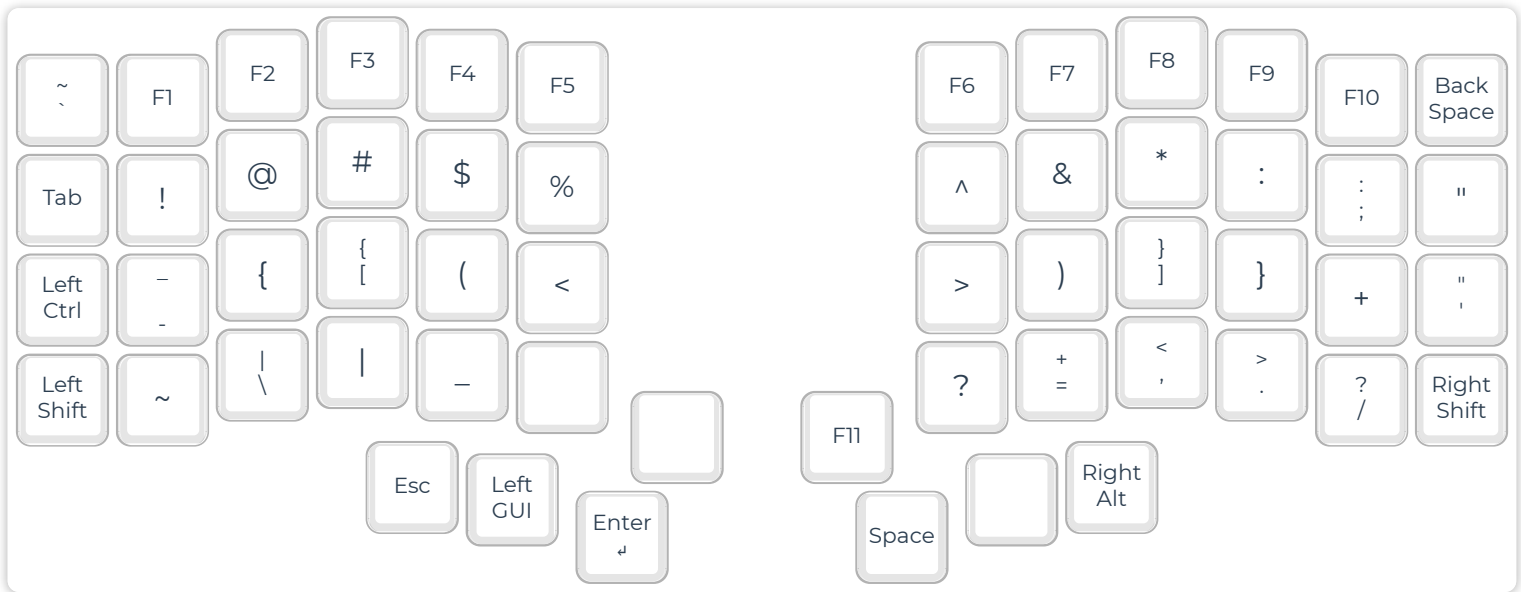 ~
`
F1
F2
F3
F4
F5
F6
F7
F8
F9
F10
Back
Space
Tab
!
@
#
$
%
^
&
*
:
:
;
"
Left
Ctrl
_
-
{
{
[
(
<
>
)
}
]
}
+
"
'
Left
Shift
~
|
\
|
_
?
+
=
<
,
>
.
?
/
Right
Shift
Esc
Left
GUI
Enter
↵
F11
Space
Right
Alt